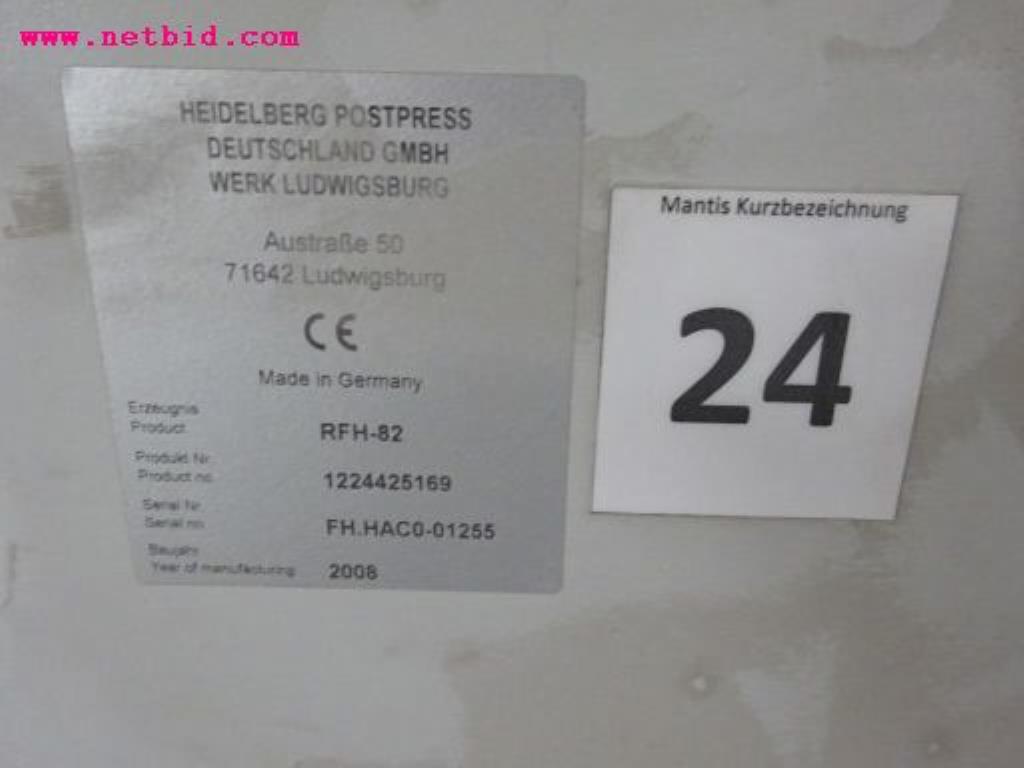 www.netbid.com
HEIDELBERG POSTPRESS
DEUTSCHLAND GMBH
WERK LUDWIGSBURG
Austraße 50
71642 Ludwigsburg
CE
Made in Germany
Erzeugnis
Product RFH-82
Produkt Nr.
Product no. 1224425169
Serial Nr.
Serial no. FH.HAC0-01255
Baujahr
Year of manufacturing 2008
Mantis Kurzbezeichnung
24